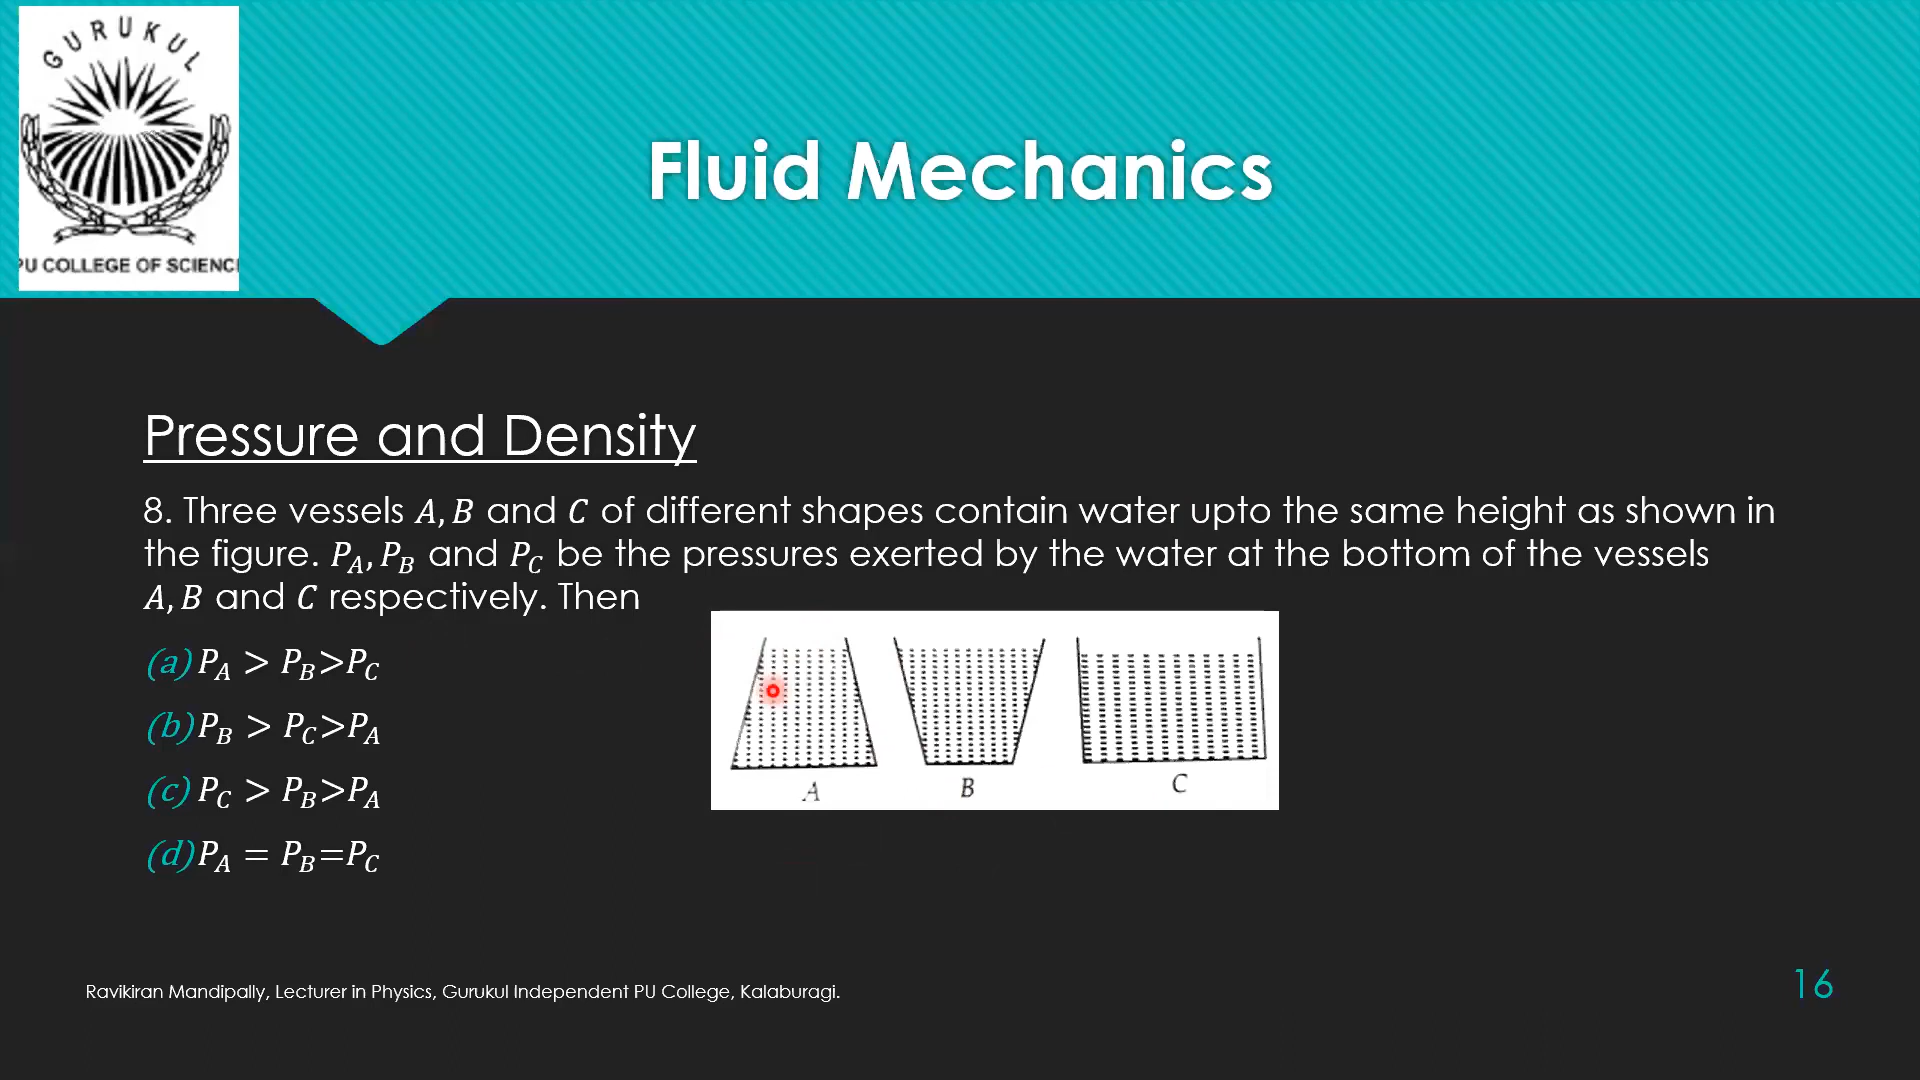 GURUKUL
PU COLLEGE OF SCIENC
Fluid Mechanics
Pressure and Density
8. Three vessels A, B and C of different shapes contain water upto the same height as shown in
the figure. P_A, P_B and P_C be the pressures exerted by the water at the bottom of the vessels
A, B and C respectively. Then
(a) P_A > P_B>P_C
(b) P_B > P_C>P_A
(c) P_C > P_B>P_A
(d) P_A = P_B=P_C
A B C
Ravikiran Mandipally, Lecturer in Physics, Gurukul Independent PU College, Kalaburagi.
16